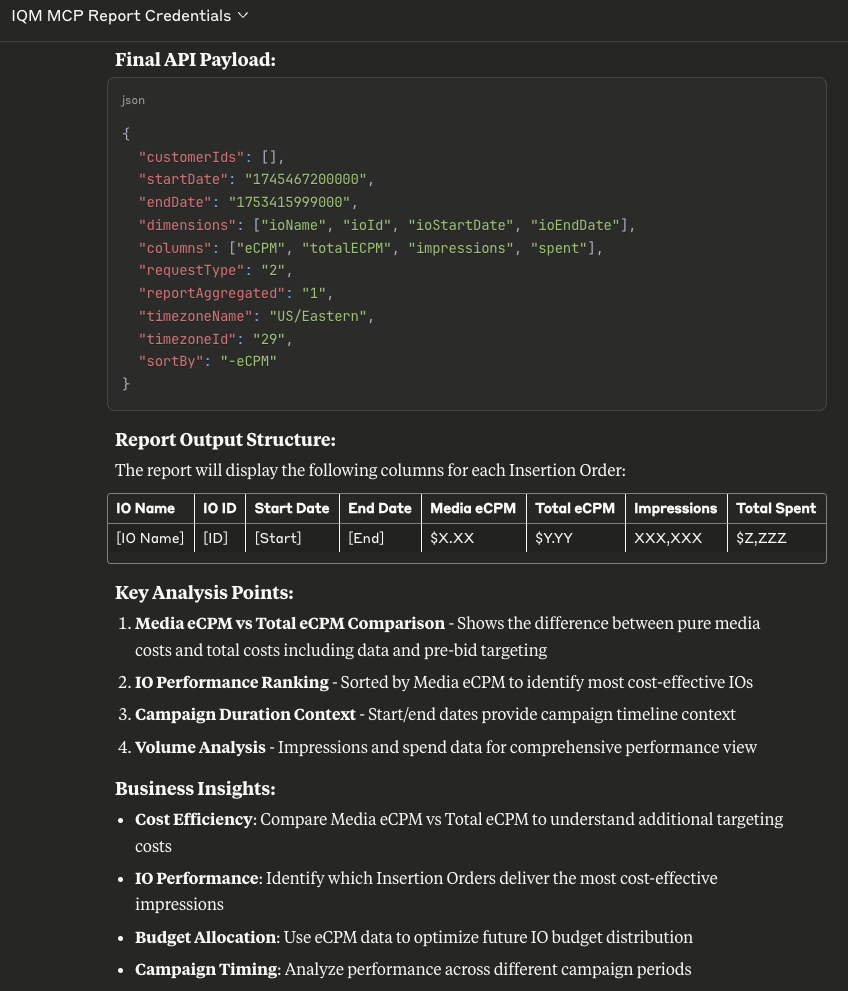 IQM MCP Report Credentials
Final API Payload:
json
{
  "customerIds": [],
  "startDate": "1745467200000",
  "endDate": "1753415999000",
  "dimensions": ["ioName", "ioId", "ioStartDate", "ioEndDate"],
  "columns": ["eCPM", "totalECPM", "impressions", "spent"],
  "requestType": "2",
  "reportAggregated": "1",
  "timezoneName": "US/Eastern",
  "timezoneId": "29",
  "sortBy": "-eCPM"
}
Report Output Structure:
The report will display the following columns for each Insertion Order:
IO Name IO ID Start Date End Date Media eCPM Total eCPM Impressions Total Spent
[IO Name] [ID] [Start] [End] $X.XX $Y.YY XXX,XXX $Z,ZZZ
Key Analysis Points:
1. Media eCPM vs Total eCPM Comparison - Shows the difference between pure media
costs and total costs including data and pre-bid targeting
2. IO Performance Ranking - Sorted by Media eCPM to identify most cost-effective IOs
3. Campaign Duration Context - Start/end dates provide campaign timeline context
4. Volume Analysis - Impressions and spend data for comprehensive performance view
Business Insights:
• Cost Efficiency: Compare Media eCPM vs Total eCPM to understand additional targeting
costs
• IO Performance: Identify which Insertion Orders deliver the most cost-effective
impressions
• Budget Allocation: Use eCPM data to optimize future IO budget distribution
• Campaign Timing: Analyze performance across different campaign periods